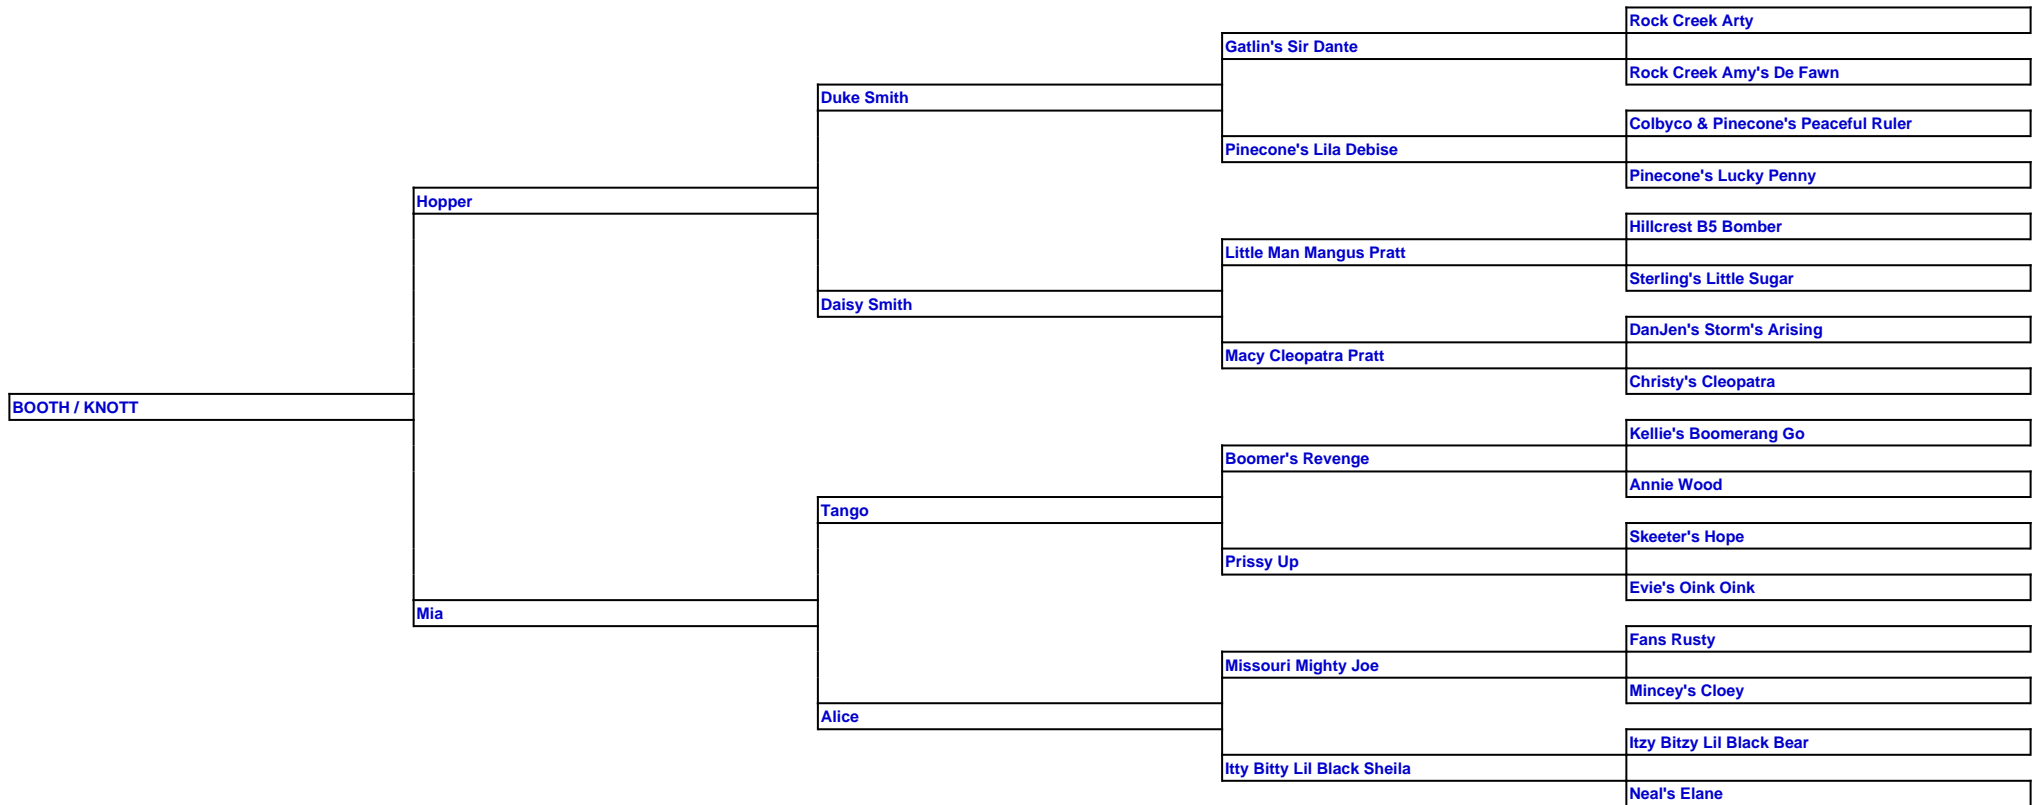 Rock Creek Arty
Gatlin's Sir Dante
Rock Creek Amy's De Fawn
Duke Smith
Colbyco & Pinecone's Peaceful Ruler
Pinecone's Lila Debise
Pinecone's Lucky Penny
Hopper
Hillcrest B5 Bomber
Little Man Mangus Pratt
Sterling's Little Sugar
Daisy Smith
DanJen's Storm's Arising
Macy Cleopatra Pratt
Christy's Cleopatra
BOOTH / KNOTT
Kellie's Boomerang Go
Boomer's Revenge
Annie Wood
Tango
Skeeter's Hope
Prissy Up
Evie's Oink Oink
Mia
Fans Rusty
Missouri Mighty Joe
Mincey's Cloey
Alice
Itzy Bitzy Lil Black Bear
Itty Bitty Lil Black Sheila
Neal's Elane